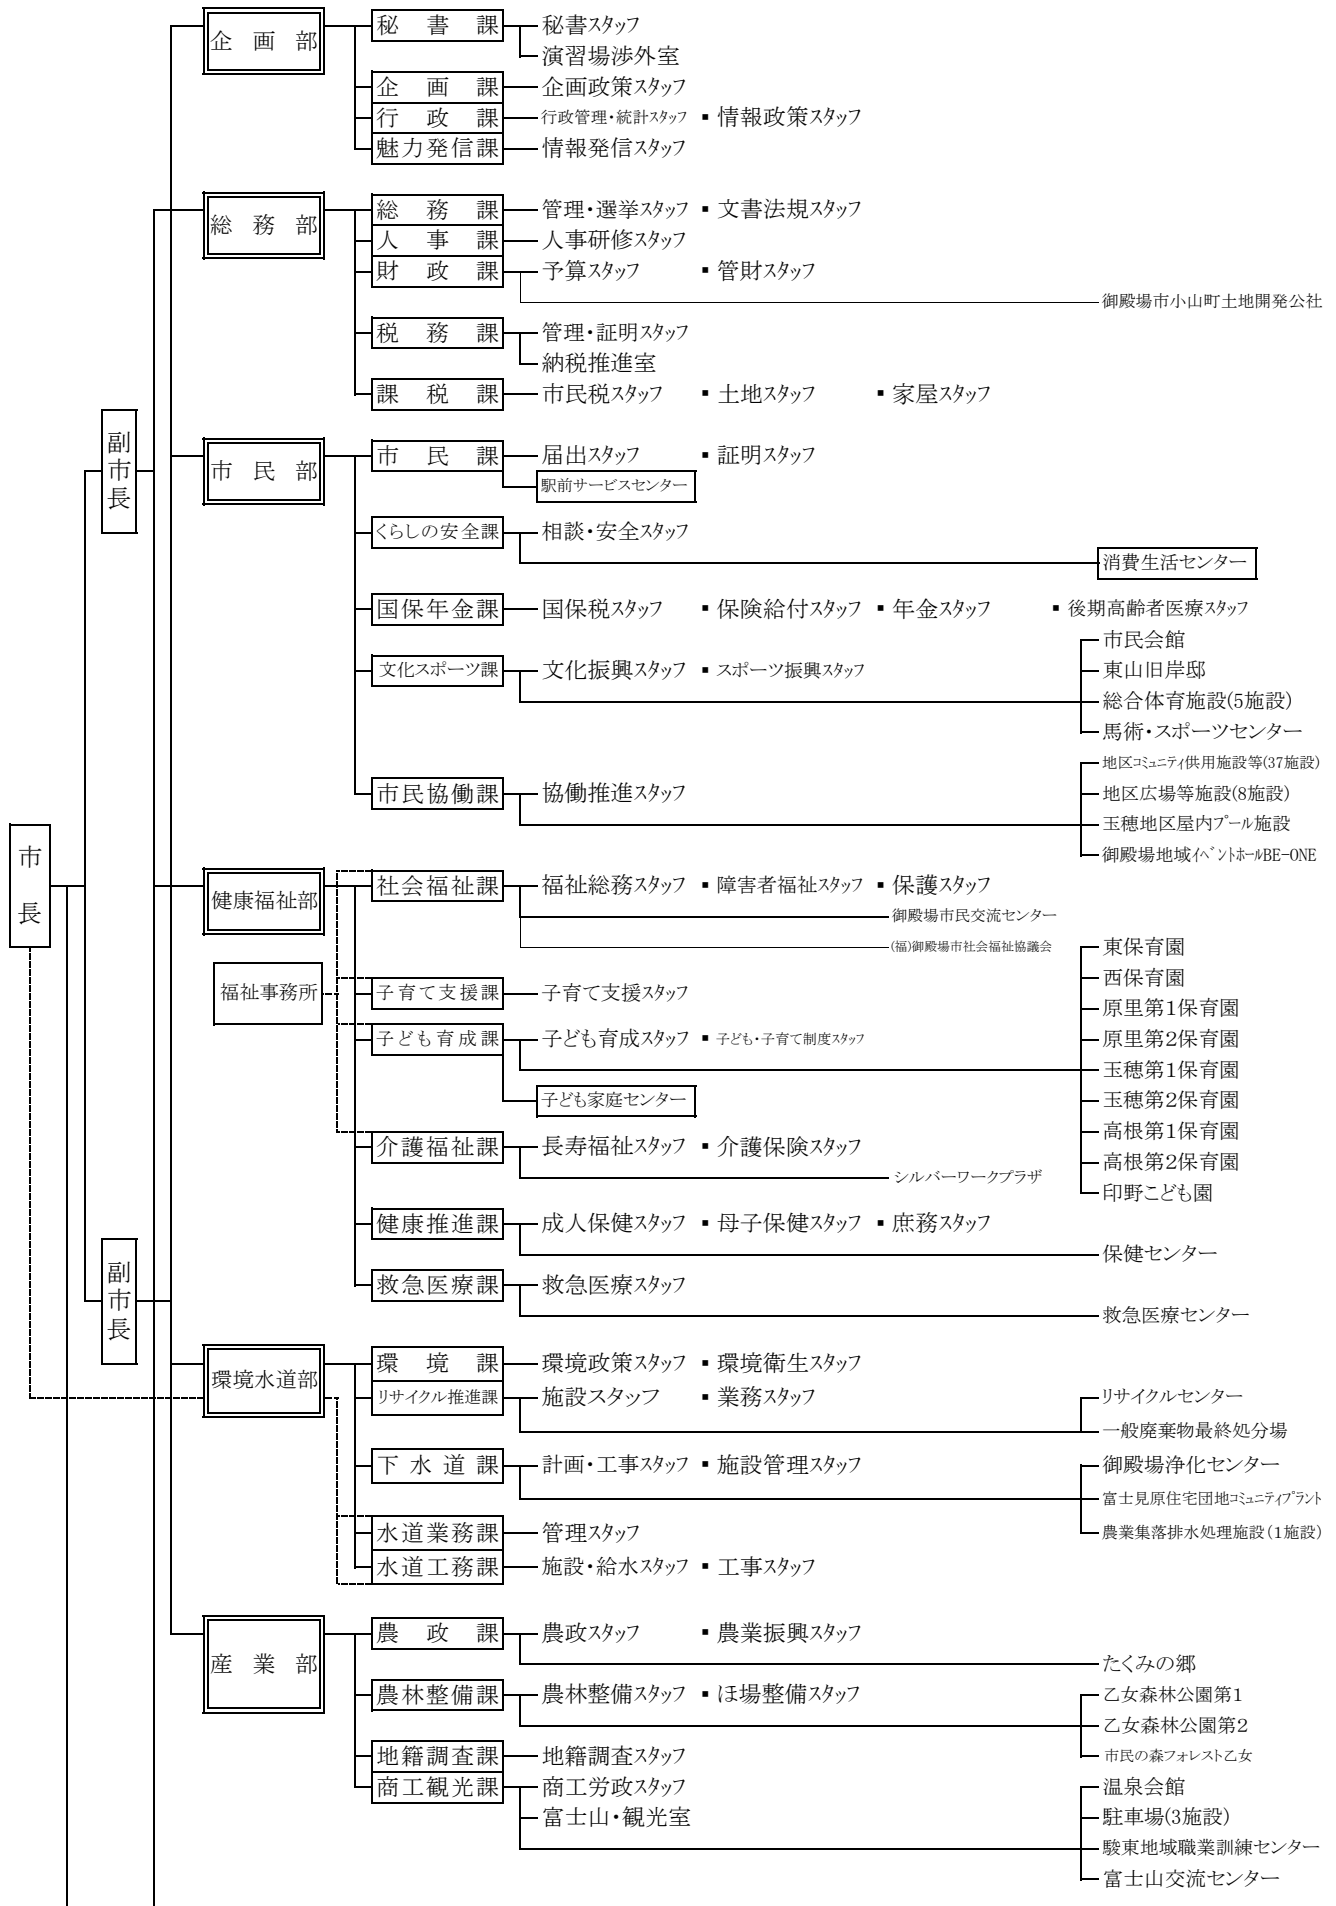 市長
副市長
副市長
企画部
秘書課 秘書スタッフ
演習場渉外室
企画課 企画政策スタッフ
行政課 行政管理・統計スタッフ ▪ 情報政策スタッフ
魅力発信課 情報発信スタッフ
総務部
総務課 管理・選挙スタッフ ▪ 文書法規スタッフ
人事課 人事研修スタッフ
財政課 予算スタッフ ▪ 管財スタッフ
御殿場市小山町土地開発公社
税務課 管理・証明スタッフ
納税推進室
課税課 市民税スタッフ ▪ 土地スタッフ ▪ 家屋スタッフ
市民部
市民課 届出スタッフ ▪ 証明スタッフ
駅前サービスセンター
くらしの安全課 相談・安全スタッフ
消費生活センター
国保年金課 国保税スタッフ ▪ 保険給付スタッフ ▪ 年金スタッフ ▪ 後期高齢者医療スタッフ
文化スポーツ課 文化振興スタッフ ▪ スポーツ振興スタッフ
市民会館
東山旧岸邸
総合体育施設(5施設)
馬術・スポーツセンター
市民協働課 協働推進スタッフ
地区コミュニティ供用施設等(37施設)
地区広場等施設(8施設)
玉穂地区屋内プール施設
御殿場地域イベントホールBE-ONE
健康福祉部
福祉事務所
社会福祉課 福祉総務スタッフ ▪ 障害者福祉スタッフ ▪ 保護スタッフ
御殿場市民交流センター
(福)御殿場市社会福祉協議会
子育て支援課 子育て支援スタッフ
子ども育成課 子ども育成スタッフ ▪ 子ども・子育て制度スタッフ
子ども家庭センター
東保育園
西保育園
原里第1保育園
原里第2保育園
玉穂第1保育園
玉穂第2保育園
高根第1保育園
高根第2保育園
印野こども園
介護福祉課 長寿福祉スタッフ ▪ 介護保険スタッフ
シルバーワークプラザ
健康推進課 成人保健スタッフ ▪ 母子保健スタッフ ▪ 庶務スタッフ
保健センター
救急医療課 救急医療スタッフ
救急医療センター
環境水道部
環境課 環境政策スタッフ ▪ 環境衛生スタッフ
リサイクル推進課 施設スタッフ ▪ 業務スタッフ
リサイクルセンター
一般廃棄物最終処分場
下水道課 計画・工事スタッフ ▪ 施設管理スタッフ
御殿場浄化センター
富士見原住宅団地コミュニティプラント
農業集落排水処理施設(1施設)
水道業務課 管理スタッフ
水道工務課 施設・給水スタッフ ▪ 工事スタッフ
産業部
農政課 農政スタッフ ▪ 農業振興スタッフ
たくみの郷
農林整備課 農林整備スタッフ ▪ ほ場整備スタッフ
乙女森林公園第1
乙女森林公園第2
市民の森フォレスト乙女
地籍調査課 地籍調査スタッフ
商工観光課 商工労政スタッフ
富士山・観光室
温泉会館
駐車場(3施設)
駿東地域職業訓練センター
富士山交流センター